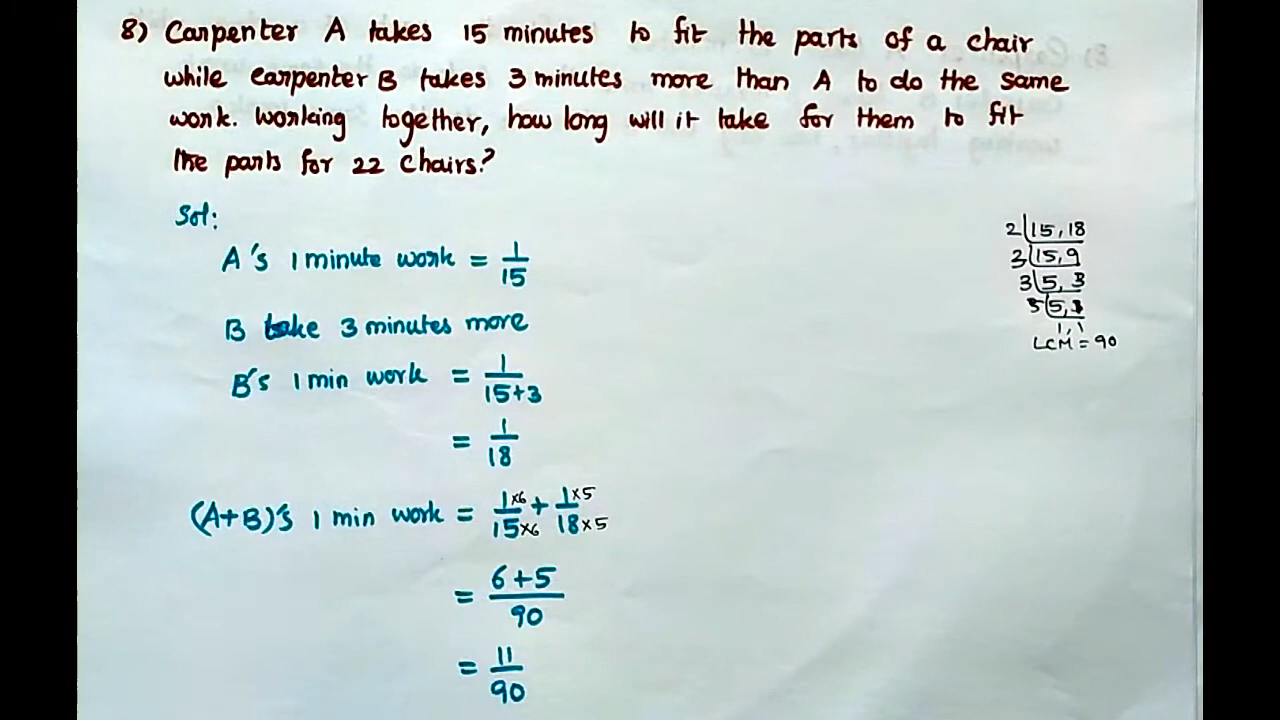 8) Carpenter A takes 15 minutes to fit the parts of a chair
while carpenter B takes 3 minutes more than A to do the same
work. Working together, how long will it take for them to fit
the parts for 22 chairs?
Sol:
A's 1 minute work = 1/15
B take 3 minutes more
B's 1 min work = 1/15+3
= 1/18
(A+B)'s 1 min work = 1×6/15×6 + 1×5/18×5
= 6+5/90
= 11/90
2 | 15, 18
3 | 15, 9
3 | 5, 3
5 | 5, 1
1, 1
LCM = 90